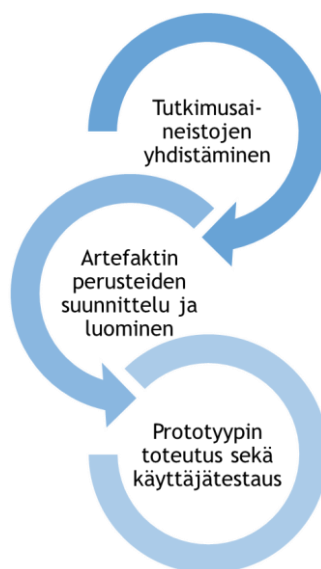 Tutkimusai-
neistojen
yhdistäminen
Artefaktin
perusteiden
suunnittelu ja
luominen
Prototyypin
toteutus sekä
käyttäjätestaus